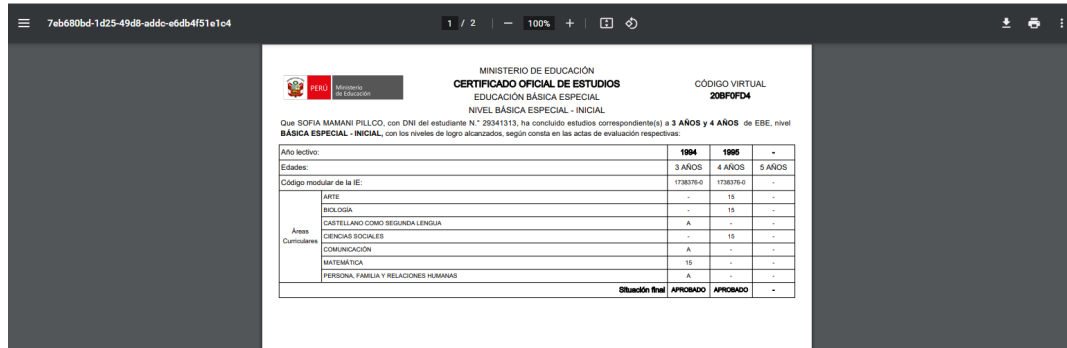 7eb680bd-1d25-49d8-addc-e6db4f51e1c4 1 / 2 — 100% +
MINISTERIO DE EDUCACIÓN
CERTIFICADO OFICIAL DE ESTUDIOS
EDUCACIÓN BÁSICA ESPECIAL
NIVEL BÁSICA ESPECIAL - INICIAL
PERÚ Ministerio
de Educación
CÓDIGO VIRTUAL
20BF0FD4
Que SOFIA MAMANI PILLCO, con DNI del estudiante N.° 29341313, ha concluido estudios correspondiente(s) a 3 AÑOS y 4 AÑOS de EBE, nivel
BÁSICA ESPECIAL - INICIAL, con los niveles de logro alcanzados, según consta en las actas de evaluación respectivas:
Año lectivo: 1994 1995 -
Edades: 3 AÑOS 4 AÑOS 5 AÑOS
Código modular de la IE: 1738376-0 1738376-0 -
Áreas
Curriculares
ARTE - 15 -
BIOLOGÍA - 15 -
CASTELLANO COMO SEGUNDA LENGUA A - -
CIENCIAS SOCIALES - 15 -
COMUNICACIÓN A - -
MATEMÁTICA 15 - -
PERSONA, FAMILIA Y RELACIONES HUMANAS A - -
Situación final APROBADO APROBADO -